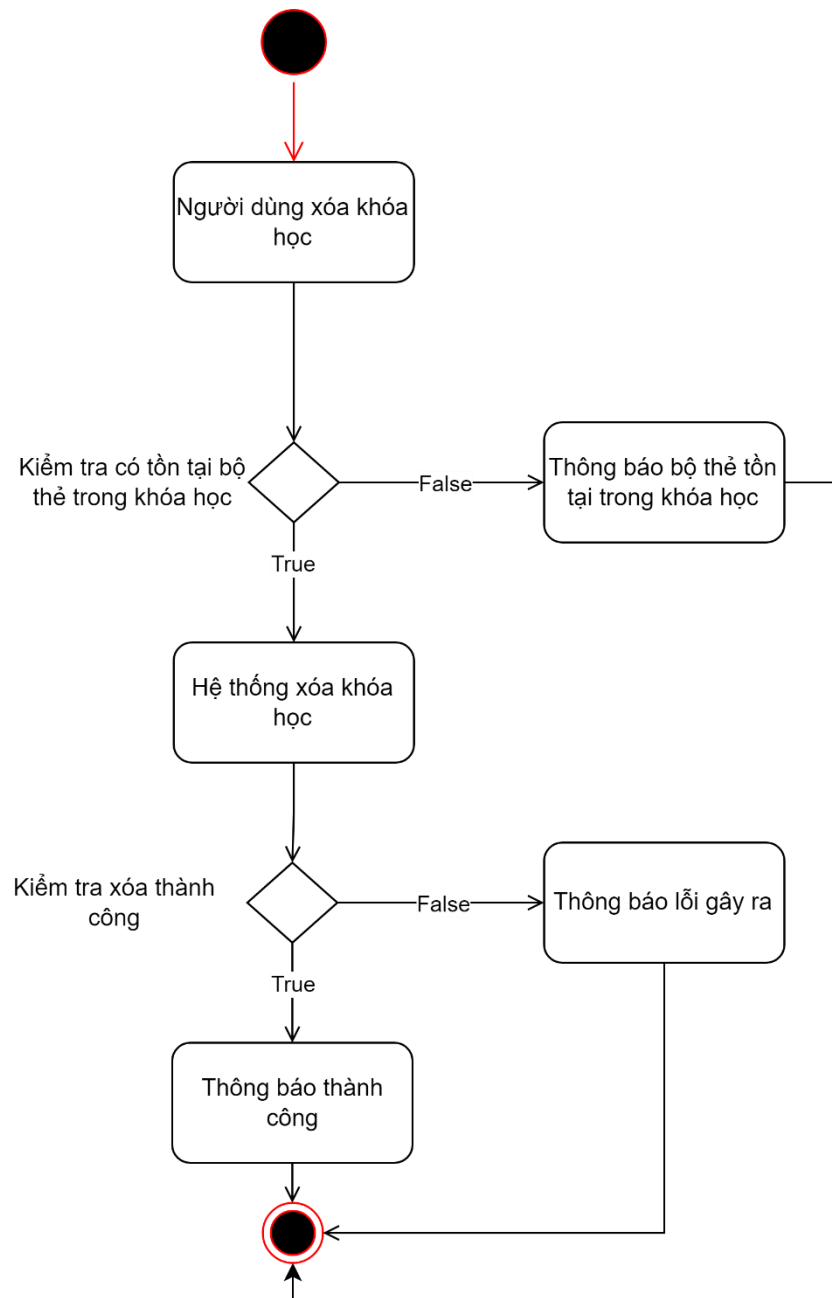 Người dùng xóa khóa
học
Kiểm tra có tồn tại bộ
thẻ trong khóa học
False
Thông báo bộ thẻ tồn
tại trong khóa học
True
Hệ thống xóa khóa
học
Kiểm tra xóa thành
công
False
Thông báo lỗi gây ra
True
Thông báo thành
công